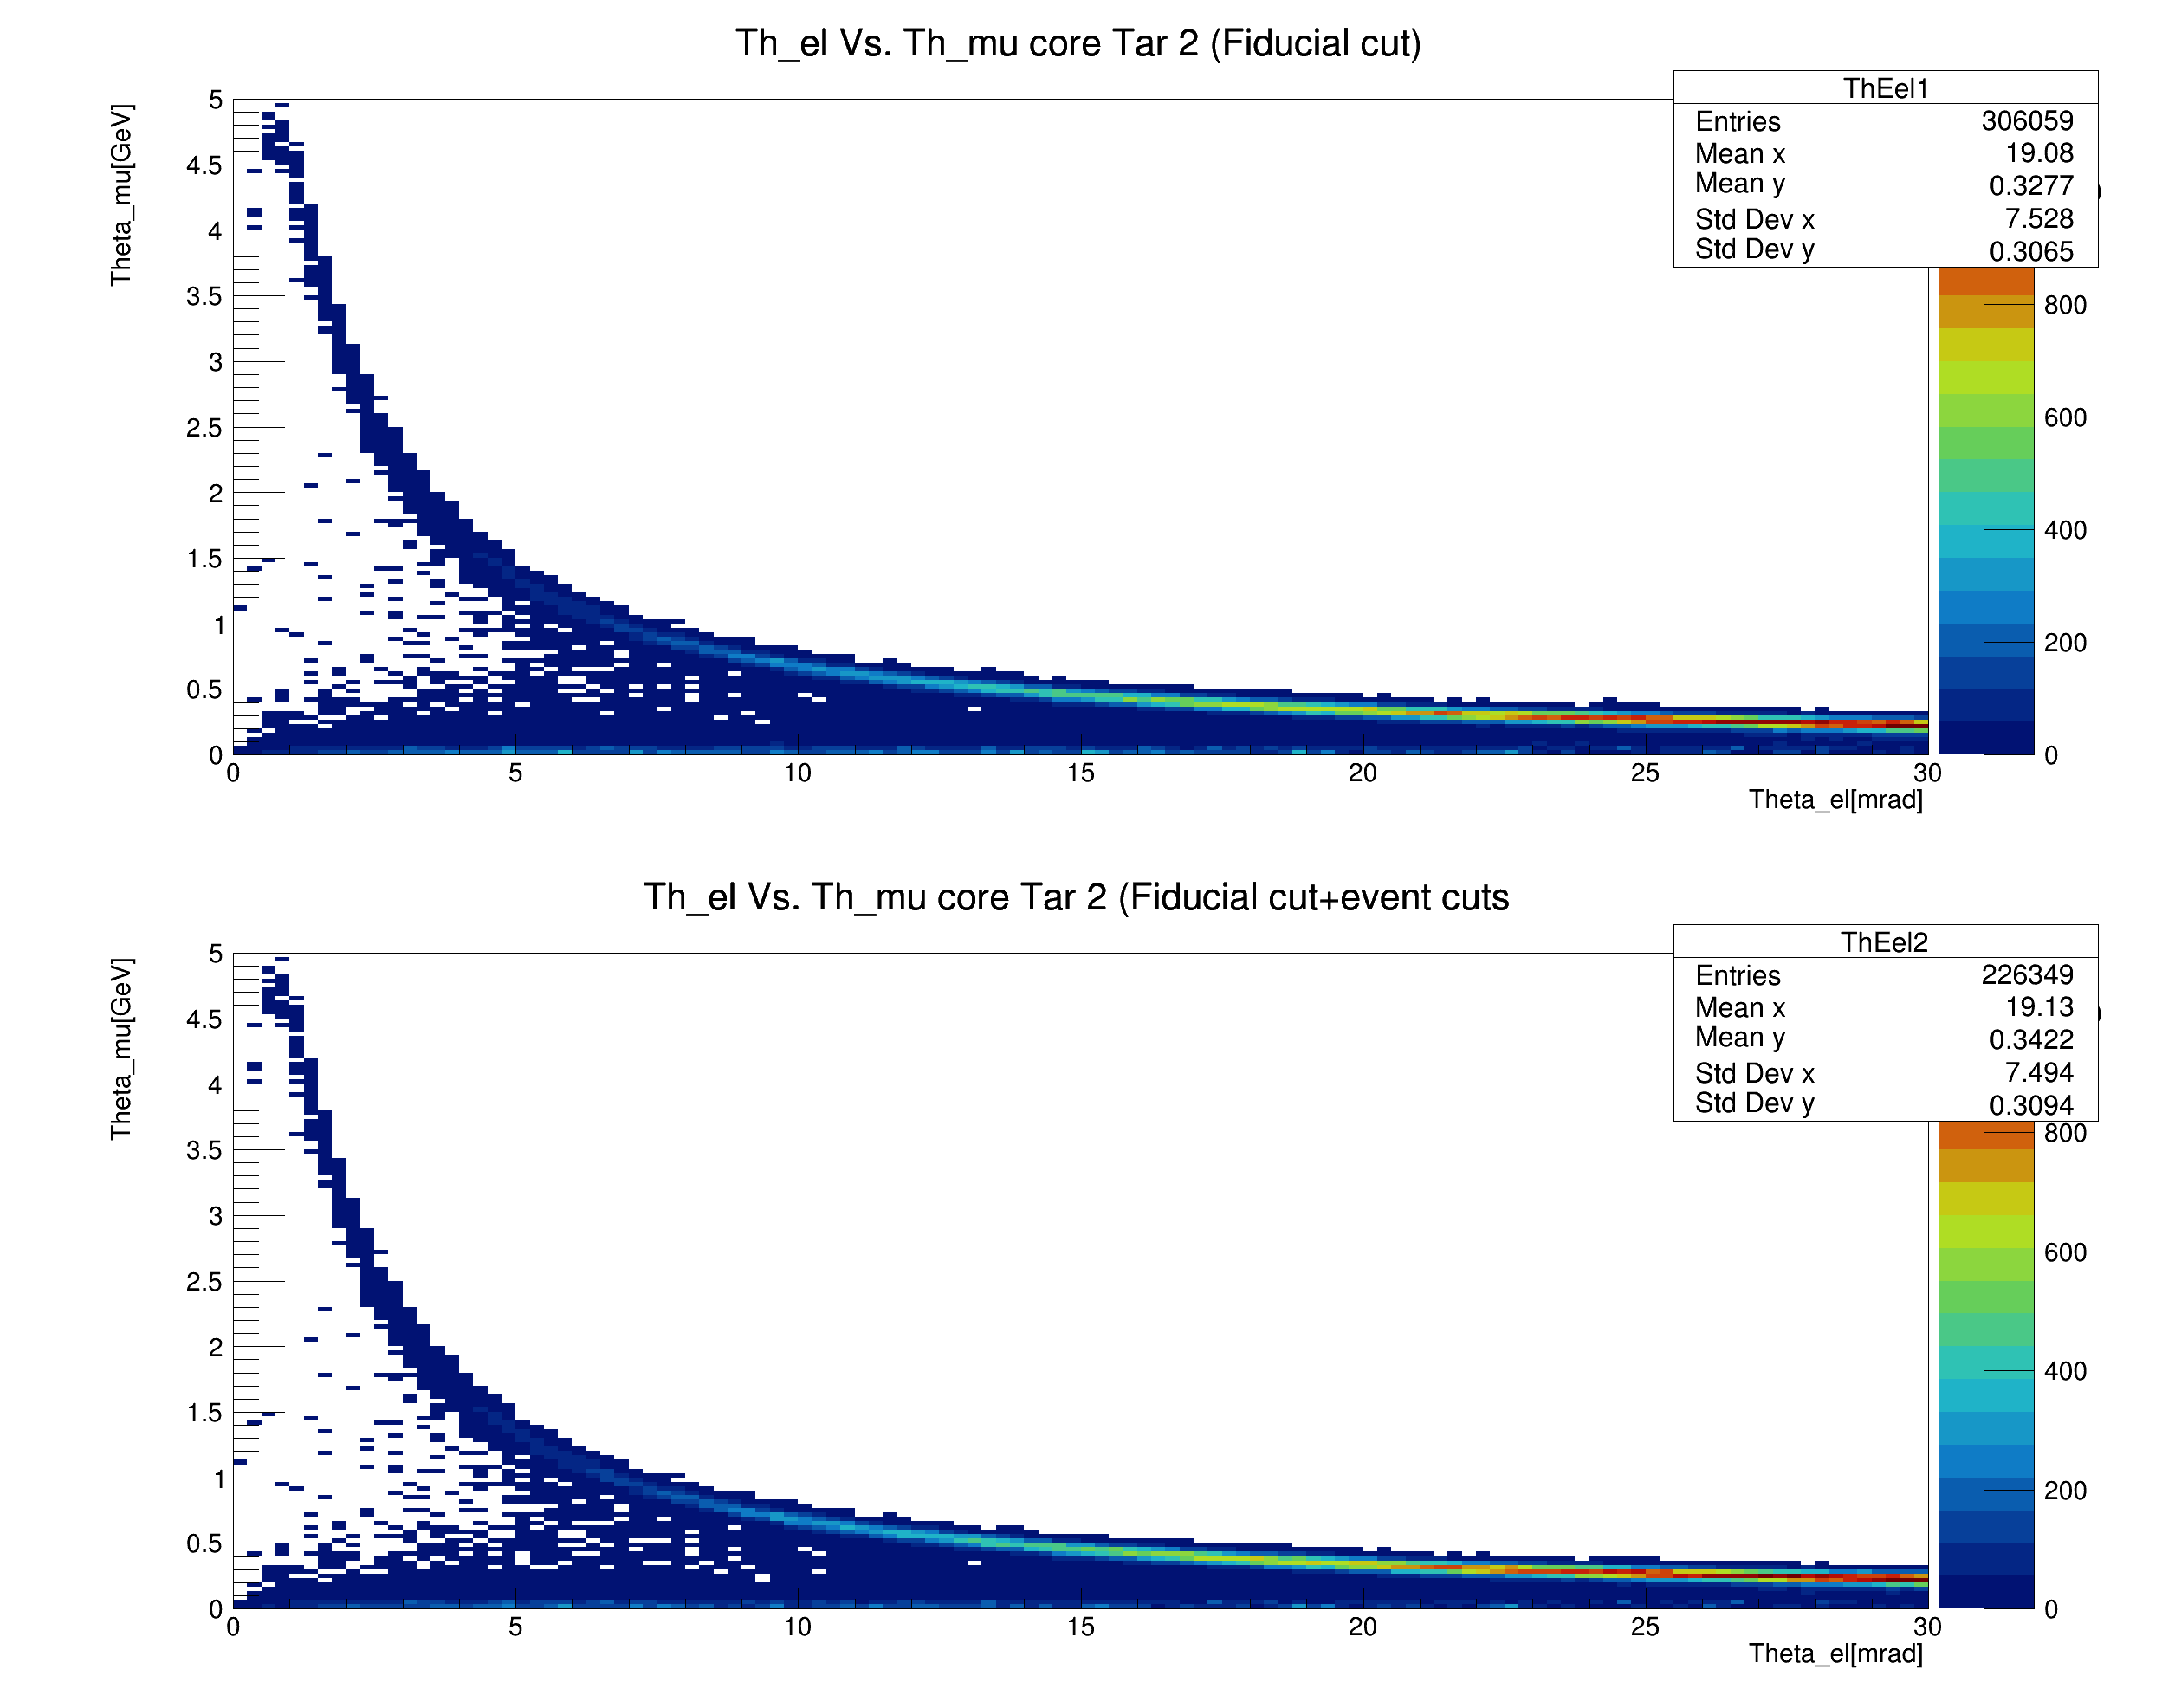 Th_el Vs. Th_mu core Tar 2 (Fiducial cut)
ThEel1
Entries 306059
Mean x 19.08
Mean y 0.3277
Std Dev x 7.528
Std Dev y 0.3065
Theta_mu[GeV]
5
4.5
4
3.5
3
2.5
2
1.5
1
0.5
0
0 5 10 15 20 25 30
Theta_el[mrad]
800
600
400
200
0
Th_el Vs. Th_mu core Tar 2 (Fiducial cut+event cuts
ThEel2
Entries 226349
Mean x 19.13
Mean y 0.3422
Std Dev x 7.494
Std Dev y 0.3094
Theta_mu[GeV]
5
4.5
4
3.5
3
2.5
2
1.5
1
0.5
0
0 5 10 15 20 25 30
Theta_el[mrad]
800
600
400
200
0